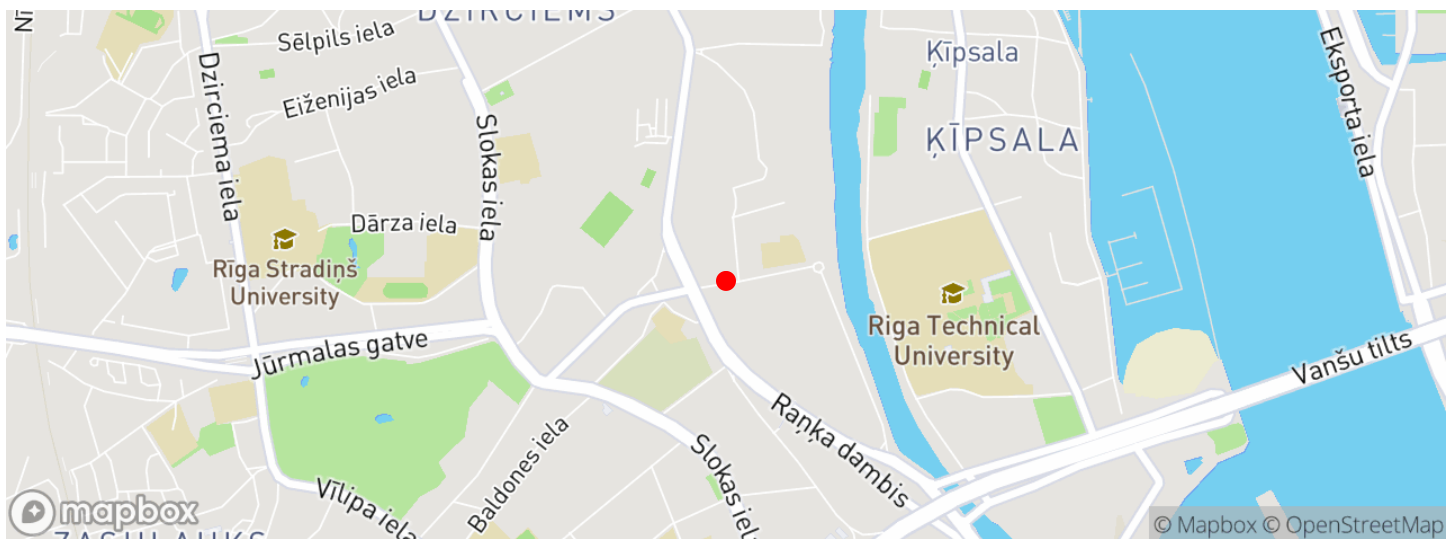 DZIRCIEMS
Sēlpils iela
Eiženijas iela
Dzirciema iela
Slokas iela
Ķīpsala
ĶĪPSALA
Eksporta iela
Dārza iela
Rīga Stradiņš
University
Riga Technical
University
Jūrmalas gatve
Vanšu tilts
Raņķa dambis
Baldones iela
Slokas iela
Vīlipa iela
mapbox
© Mapbox © OpenStreetMap